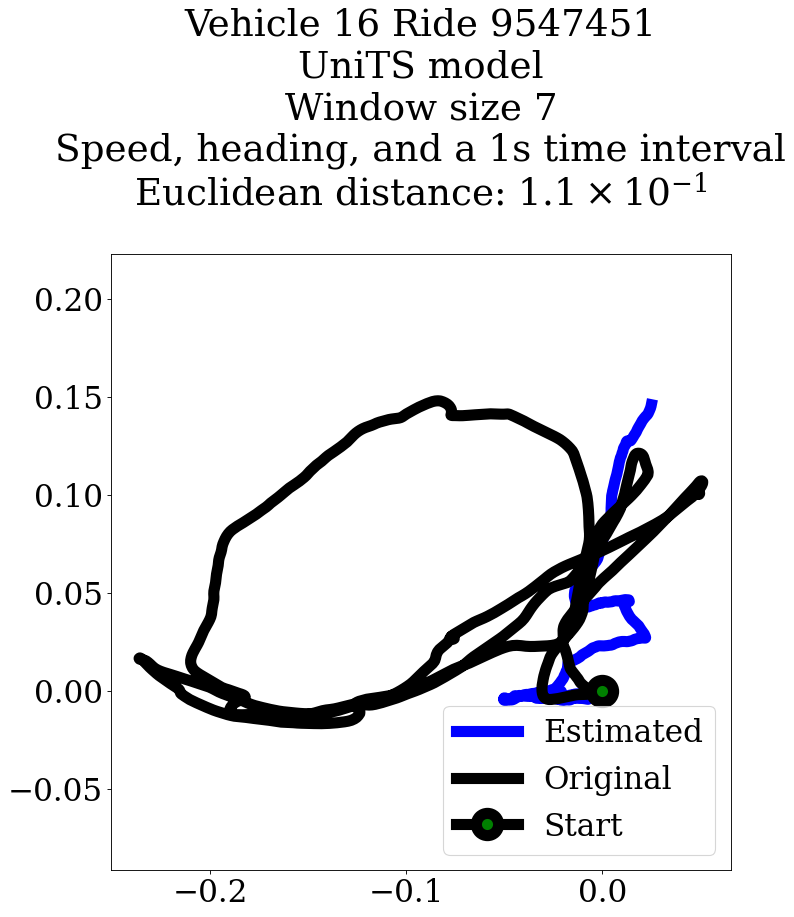 Vehicle 16 Ride 9547451
UniTS model
Window size 7
Speed, heading, and a 1s time interval
Euclidean distance: 1.1 × 10⁻¹
0.20
0.15
0.10
0.05
0.00
−0.05
Estimated
Original
Start
−0.2 −0.1 0.0